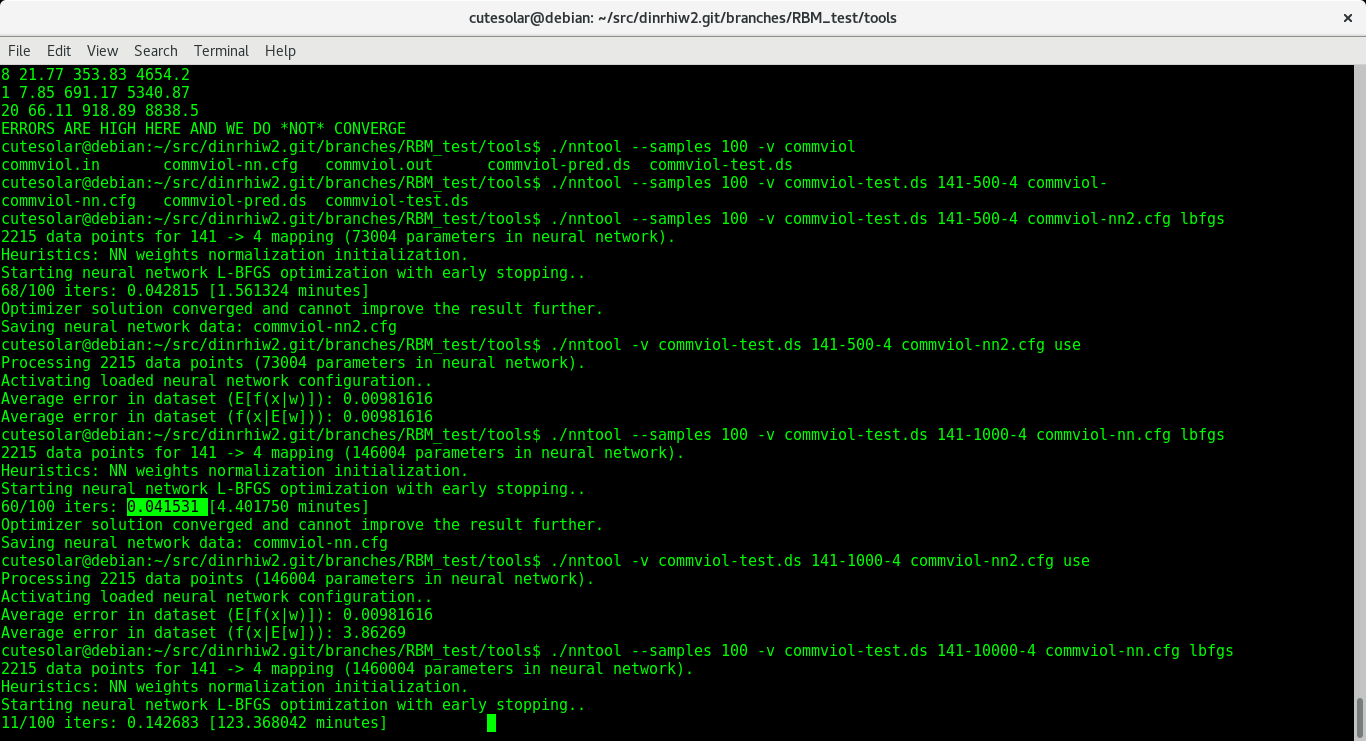 cutesolar@debian: ~/src/dinrhiw2.git/branches/RBM_test/tools
File Edit View Search Terminal Help
8 21.77 353.83 4654.2
1 7.85 691.17 5340.87
20 66.11 918.89 8838.5
ERRORS ARE HIGH HERE AND WE DO *NOT* CONVERGE
cutesolar@debian:~/src/dinrhiw2.git/branches/RBM_test/tools$ ./nntool --samples 100 -v commviol
commviol.in       commviol-nn.cfg   commviol.out      commviol-pred.ds  commviol-test.ds
cutesolar@debian:~/src/dinrhiw2.git/branches/RBM_test/tools$ ./nntool --samples 100 -v commviol-test.ds 141-500-4 commviol-
commviol-nn.cfg   commviol-pred.ds  commviol-test.ds
cutesolar@debian:~/src/dinrhiw2.git/branches/RBM_test/tools$ ./nntool --samples 100 -v commviol-test.ds 141-500-4 commviol-nn2.cfg lbfgs
2215 data points for 141 -> 4 mapping (73004 parameters in neural network).
Heuristics: NN weights normalization initialization.
Starting neural network L-BFGS optimization with early stopping..
68/100 iters: 0.042815 [1.561324 minutes]
Optimizer solution converged and cannot improve the result further.
Saving neural network data: commviol-nn2.cfg
cutesolar@debian:~/src/dinrhiw2.git/branches/RBM_test/tools$ ./nntool -v commviol-test.ds 141-500-4 commviol-nn2.cfg use
Processing 2215 data points (73004 parameters in neural network).
Activating loaded neural network configuration..
Average error in dataset (E[f(x|w)]): 0.00981616
Average error in dataset (f(x|E[w])): 0.00981616
cutesolar@debian:~/src/dinrhiw2.git/branches/RBM_test/tools$ ./nntool --samples 100 -v commviol-test.ds 141-1000-4 commviol-nn.cfg lbfgs
2215 data points for 141 -> 4 mapping (146004 parameters in neural network).
Heuristics: NN weights normalization initialization.
Starting neural network L-BFGS optimization with early stopping..
60/100 iters: 0.041531 [4.401750 minutes]
Optimizer solution converged and cannot improve the result further.
Saving neural network data: commviol-nn.cfg
cutesolar@debian:~/src/dinrhiw2.git/branches/RBM_test/tools$ ./nntool -v commviol-test.ds 141-1000-4 commviol-nn2.cfg use
Processing 2215 data points (146004 parameters in neural network).
Activating loaded neural network configuration..
Average error in dataset (E[f(x|w)]): 0.00981616
Average error in dataset (f(x|E[w])): 3.86269
cutesolar@debian:~/src/dinrhiw2.git/branches/RBM_test/tools$ ./nntool --samples 100 -v commviol-test.ds 141-10000-4 commviol-nn.cfg lbfgs
2215 data points for 141 -> 4 mapping (1460004 parameters in neural network).
Heuristics: NN weights normalization initialization.
Starting neural network L-BFGS optimization with early stopping..
11/100 iters: 0.142683 [123.368042 minutes]